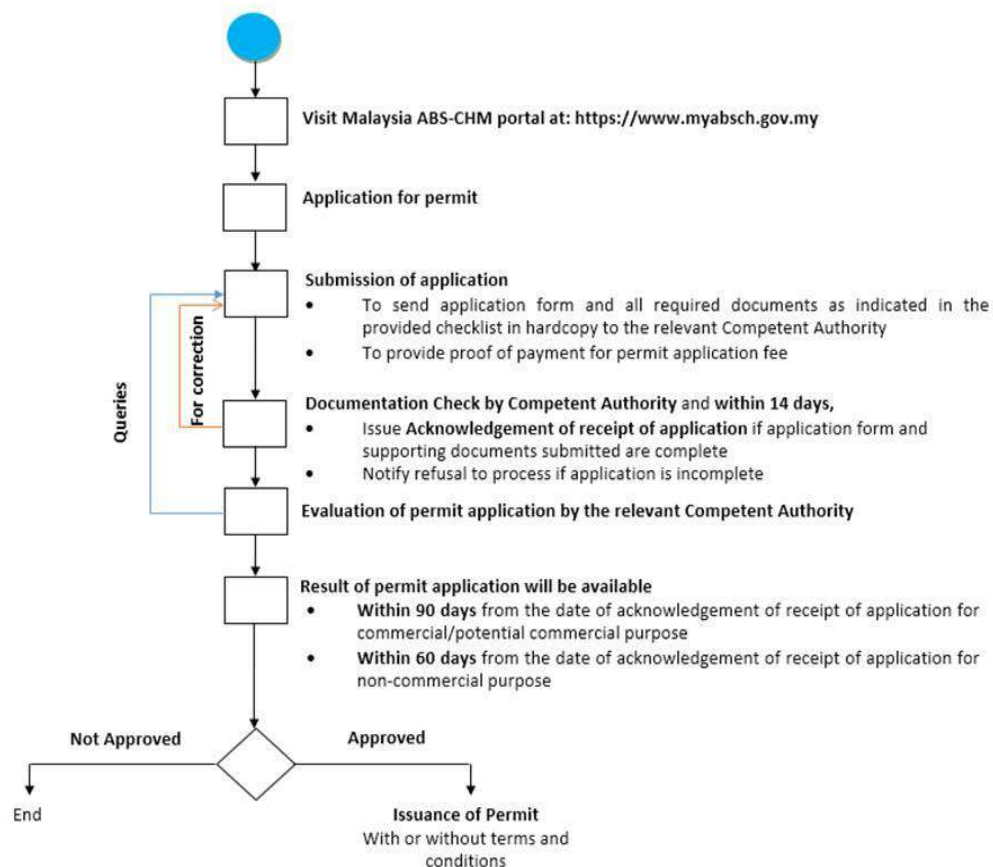 Visit Malaysia ABS-CHM portal at: https://www.myabsch.gov.my
Application for permit
Submission of application
• To send application form and all required documents as indicated in the
provided checklist in hardcopy to the relevant Competent Authority
• To provide proof of payment for permit application fee
For correction
Queries
Documentation Check by Competent Authority and within 14 days,
• Issue Acknowledgement of receipt of application if application form and
supporting documents submitted are complete
• Notify refusal to process if application is incomplete
Evaluation of permit application by the relevant Competent Authority
Result of permit application will be available
• Within 90 days from the date of acknowledgement of receipt of application for
commercial/potential commercial purpose
• Within 60 days from the date of acknowledgement of receipt of application for
non-commercial purpose
Not Approved
Approved
End
Issuance of Permit
With or without terms and
conditions